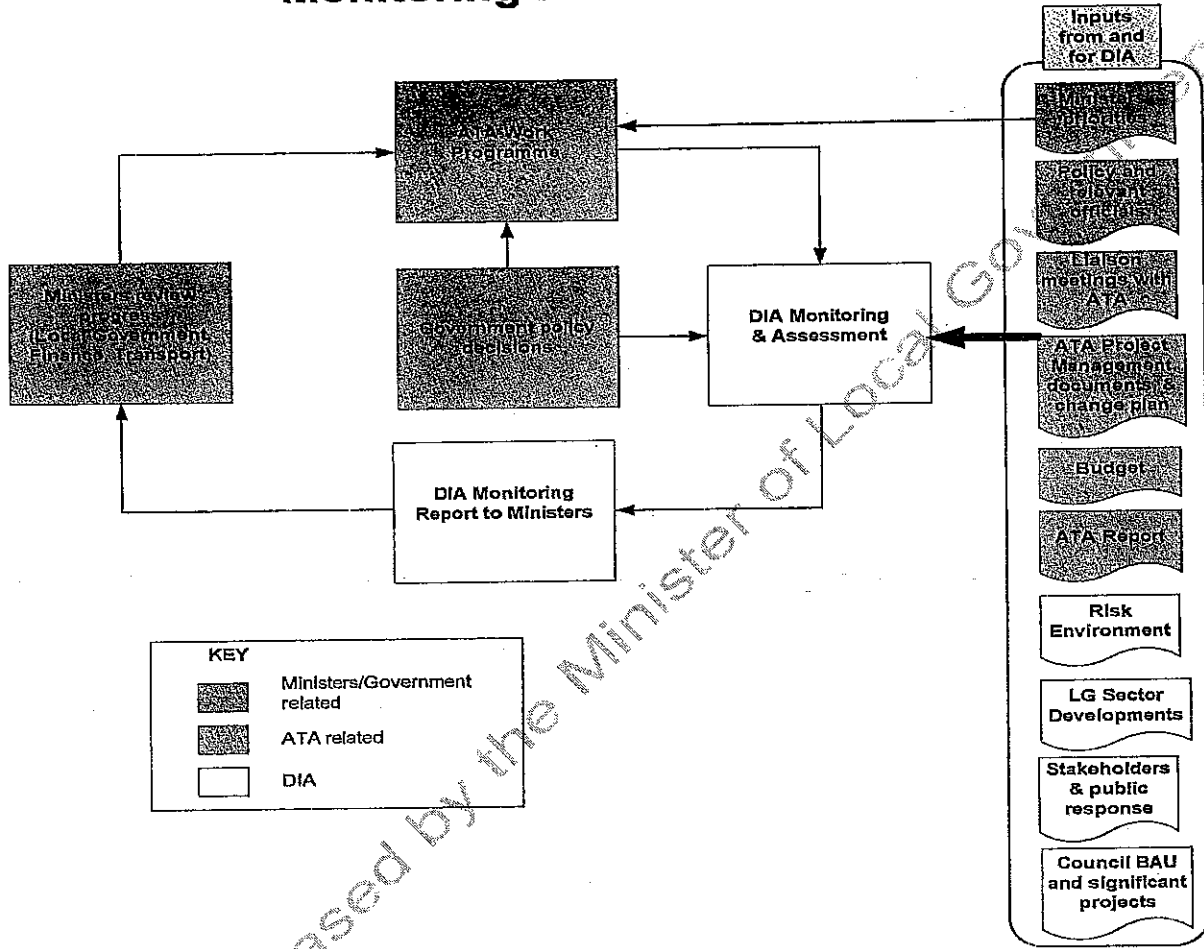 Monitoring
Inputs
from and
for DIA
Ministerial
priorities
Policy and
relevant
officials
Liaison
meetings with
ATA
ATA Project
Management
documents, &
change plan
Budget
ATA Report
Risk
Environment
LG Sector
Developments
Stakeholders
& public
response
Council BAU
and significant
projects
ATA Work
Programme
Ministers review
progress
(Local Government,
Finance, Transport)
Government policy
decisions
DIA Monitoring
& Assessment
DIA Monitoring
Report to Ministers
KEY
Ministers/Government
related
ATA related
DIA
ased by the Minister of Local Gov